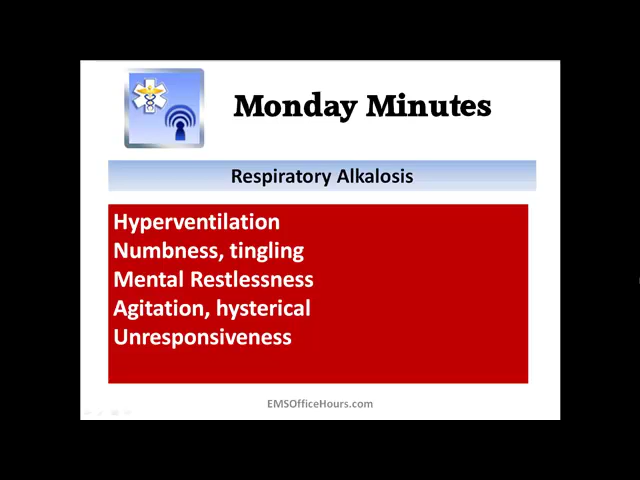 Monday Minutes
Respiratory Alkalosis
Hyperventilation
Numbness, tingling
Mental Restlessness
Agitation, hysterical
Unresponsiveness
EMSOfficeHours.com